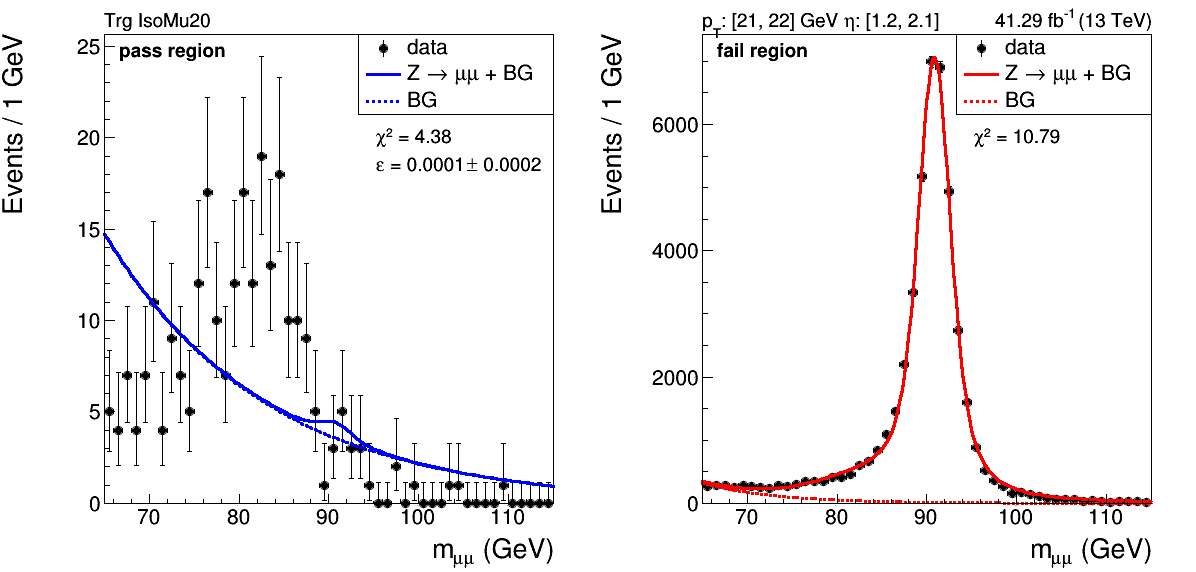 Trg IsoMu20
pass region
data
Z → μμ + BG
BG
χ² = 4.38
ε = 0.0001 ± 0.0002
Events / 1 GeV
25
20
15
10
5
0
70 80 90 100 110
m_μμ (GeV)
p_T: [21, 22] GeV η: [1.2, 2.1] 41.29 fb⁻¹ (13 TeV)
fail region
data
Z → μμ + BG
BG
χ² = 10.79
Events / 1 GeV
6000
4000
2000
0
70 80 90 100 110
m_μμ (GeV)